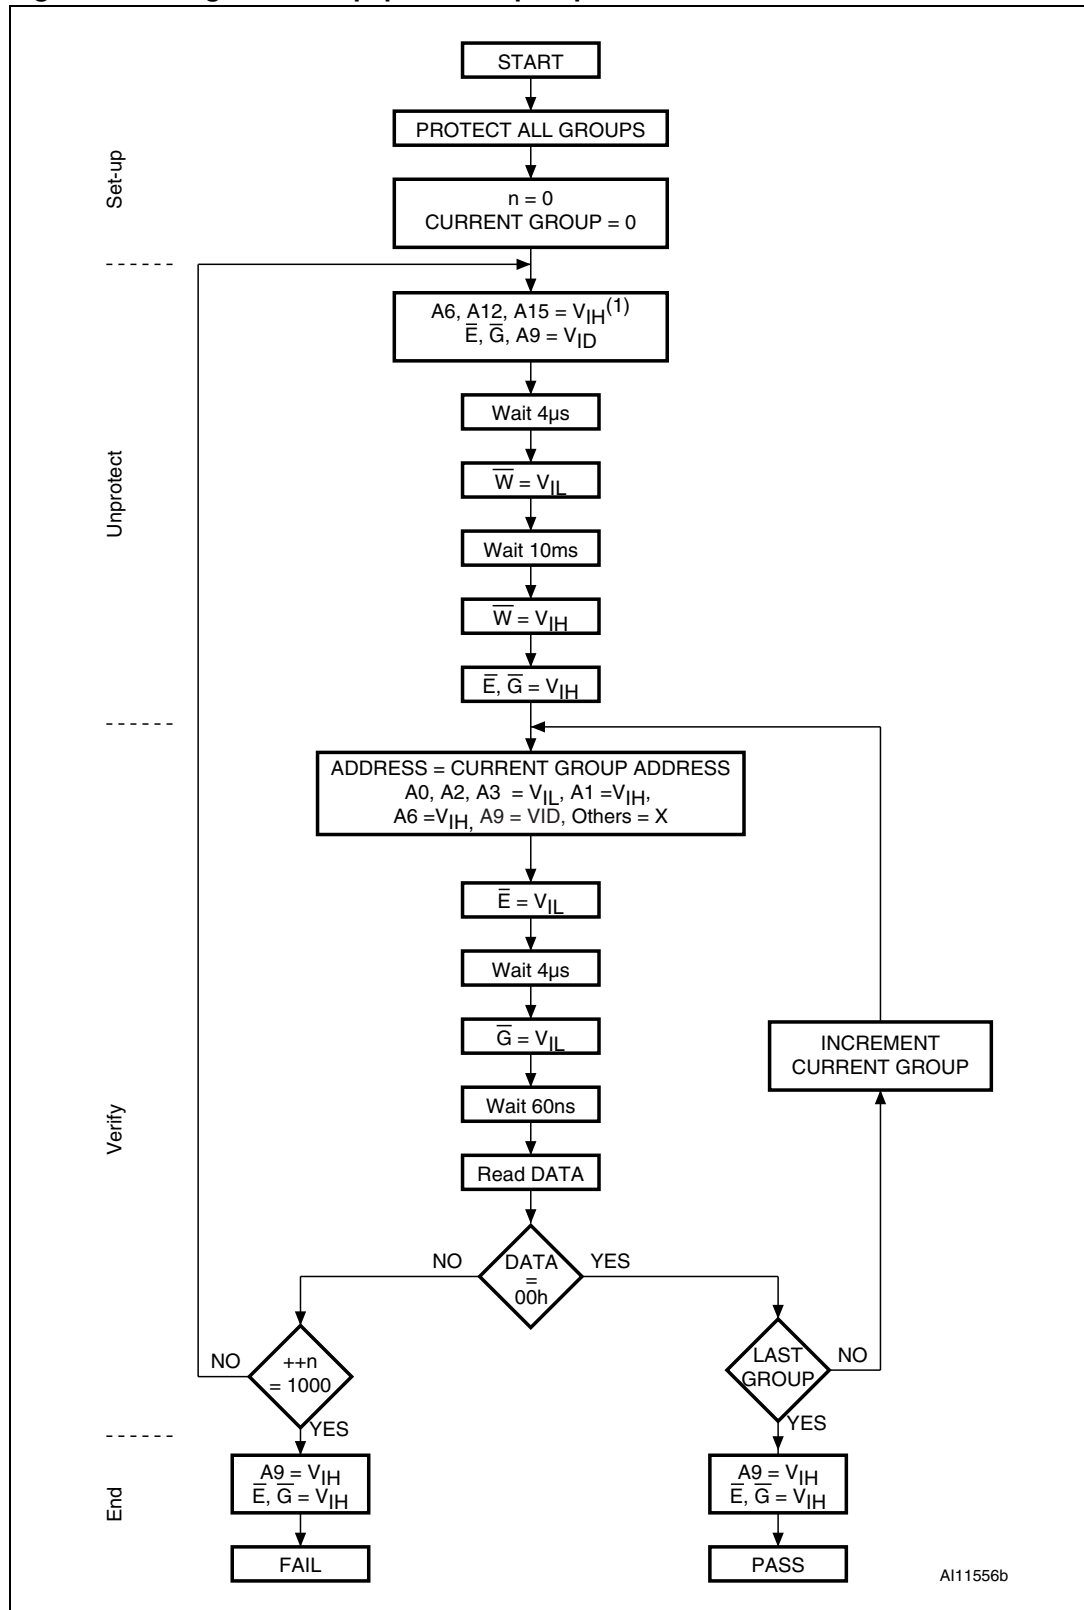 START
PROTECT ALL GROUPS
Set-up
n = 0
CURRENT GROUP = 0
A6, A12, A15 = VIH(1)
E̅, G̅, A9 = VID
Wait 4µs
Unprotect
W̅ = VIL
Wait 10ms
W̅ = VIH
E̅, G̅ = VIH
ADDRESS = CURRENT GROUP ADDRESS
A0, A2, A3 = VIL, A1 =VIH,
A6 =VIH, A9 = VID, Others = X
E̅ = VIL
Wait 4µs
G̅ = VIL
INCREMENT
CURRENT GROUP
Wait 60ns
Verify
Read DATA
NO
DATA
=
00h
YES
NO
++n
= 1000
YES
LAST
GROUP
NO
YES
End
A9 = VIH
E̅, G̅ = VIH
A9 = VIH
E̅, G̅ = VIH
FAIL
PASS
AI11556b